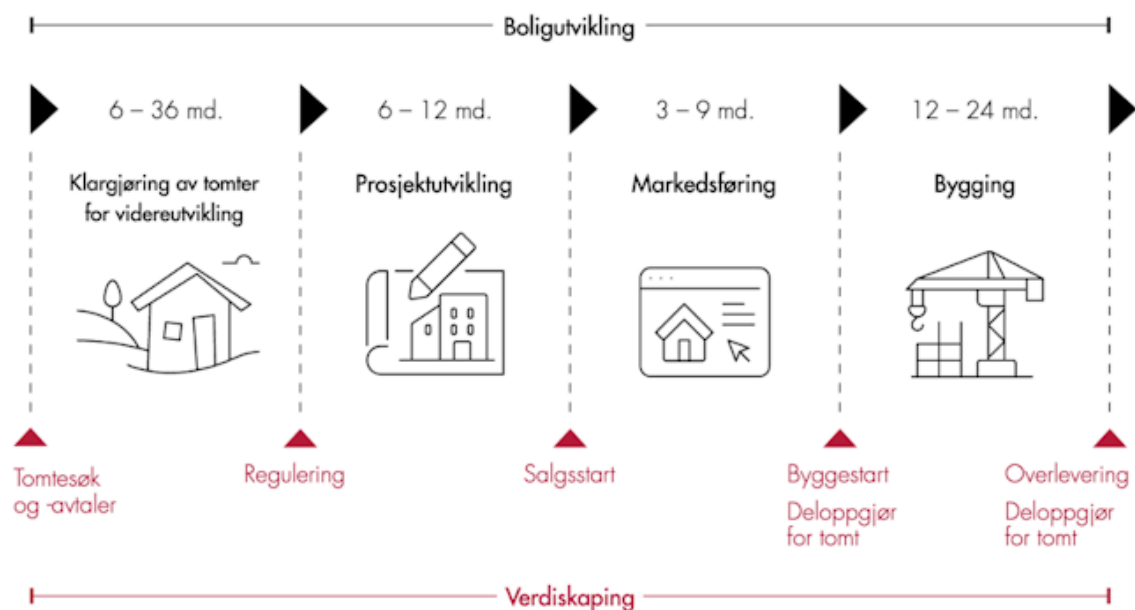 Boligutvikling
6 – 36 md.
6 – 12 md.
3 – 9 md.
12 – 24 md.
Klargjøring av tomter
for videreutvikling
Prosjektutvikling
Markedsføring
Bygging
Tomtesøk
og -avtaler
Regulering
Salgsstart
Byggestart
Deloppgjør
for tomt
Overlevering
Deloppgjør
for tomt
Verdiskaping